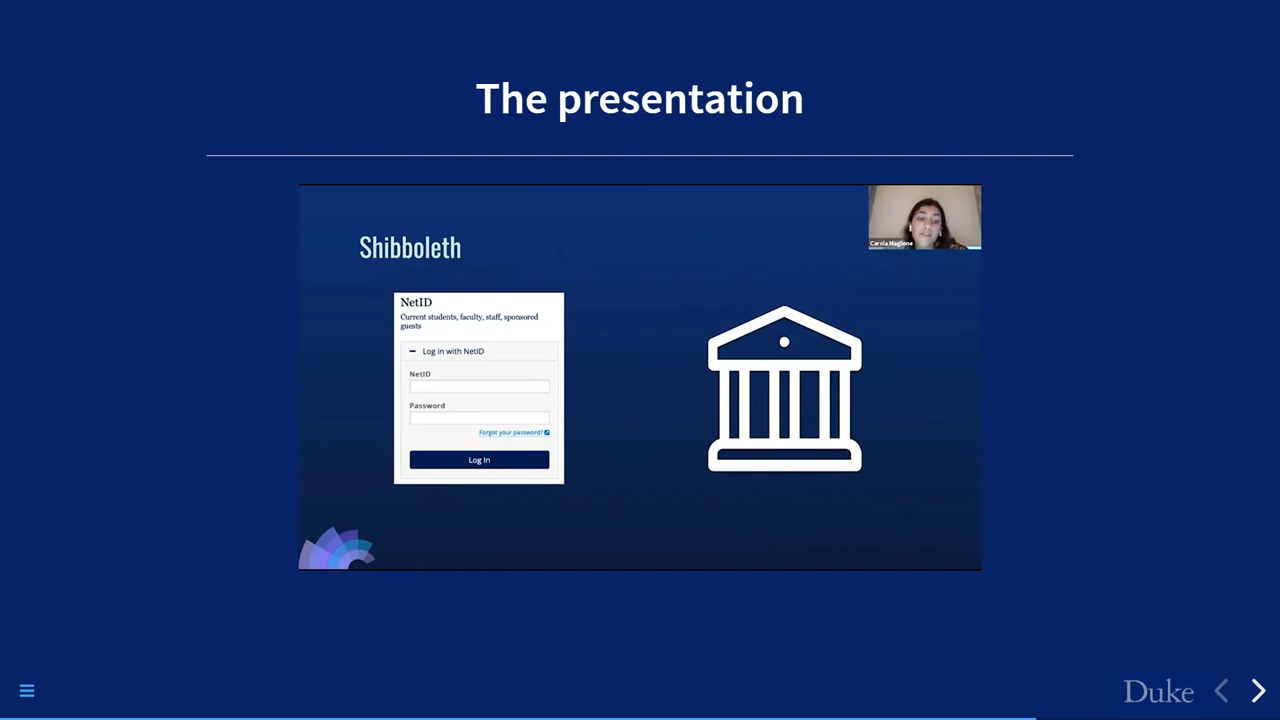 The presentation
Shibboleth
Carola Maglione
NetID
Current students, faculty, staff, sponsored
guests
Log in with NetID
NetID
Password
Forgot your password?
Log In
Duke